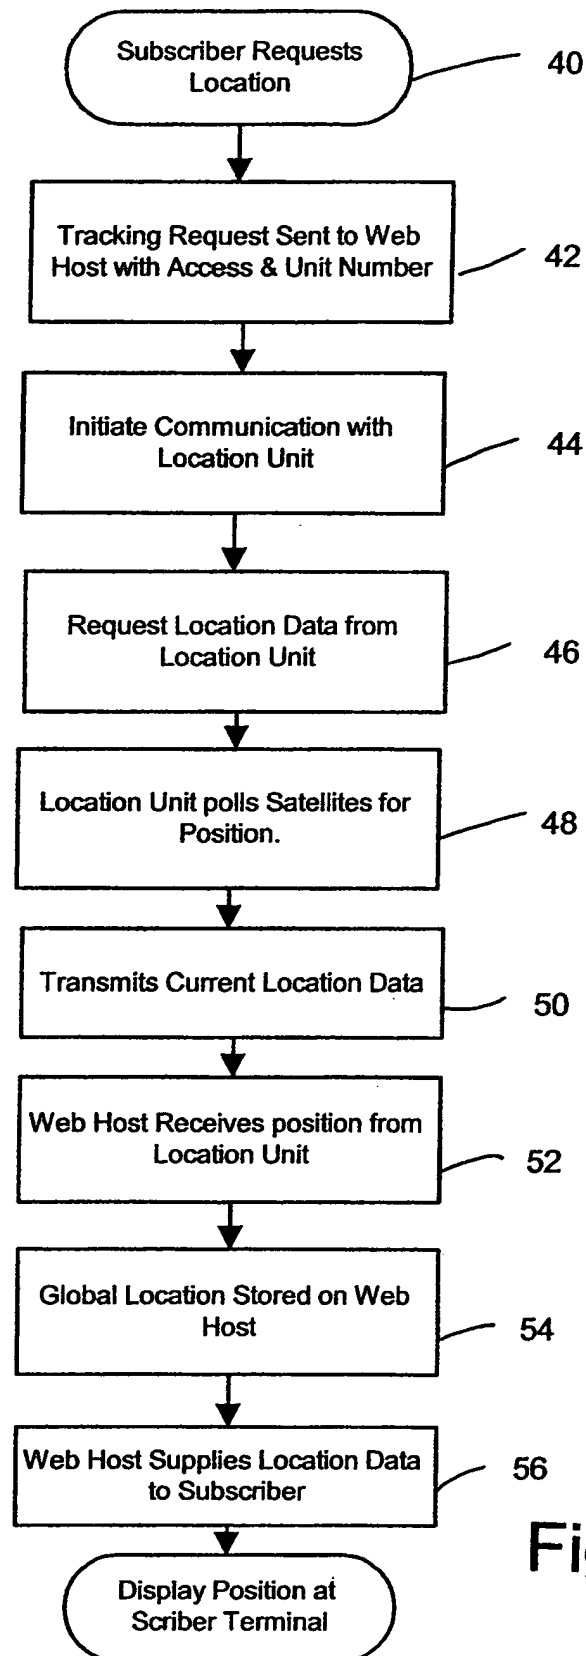 Subscriber Requests
Location
40
Tracking Request Sent to Web
Host with Access & Unit Number
42
Initiate Communication with
Location Unit
44
Request Location Data from
Location Unit
46
Location Unit polls Satellites for
Position.
48
Transmits Current Location Data
50
Web Host Receives position from
Location Unit
52
Global Location Stored on Web
Host
54
Web Host Supplies Location Data
to Subscriber
56
Display Position at
Scriber Terminal